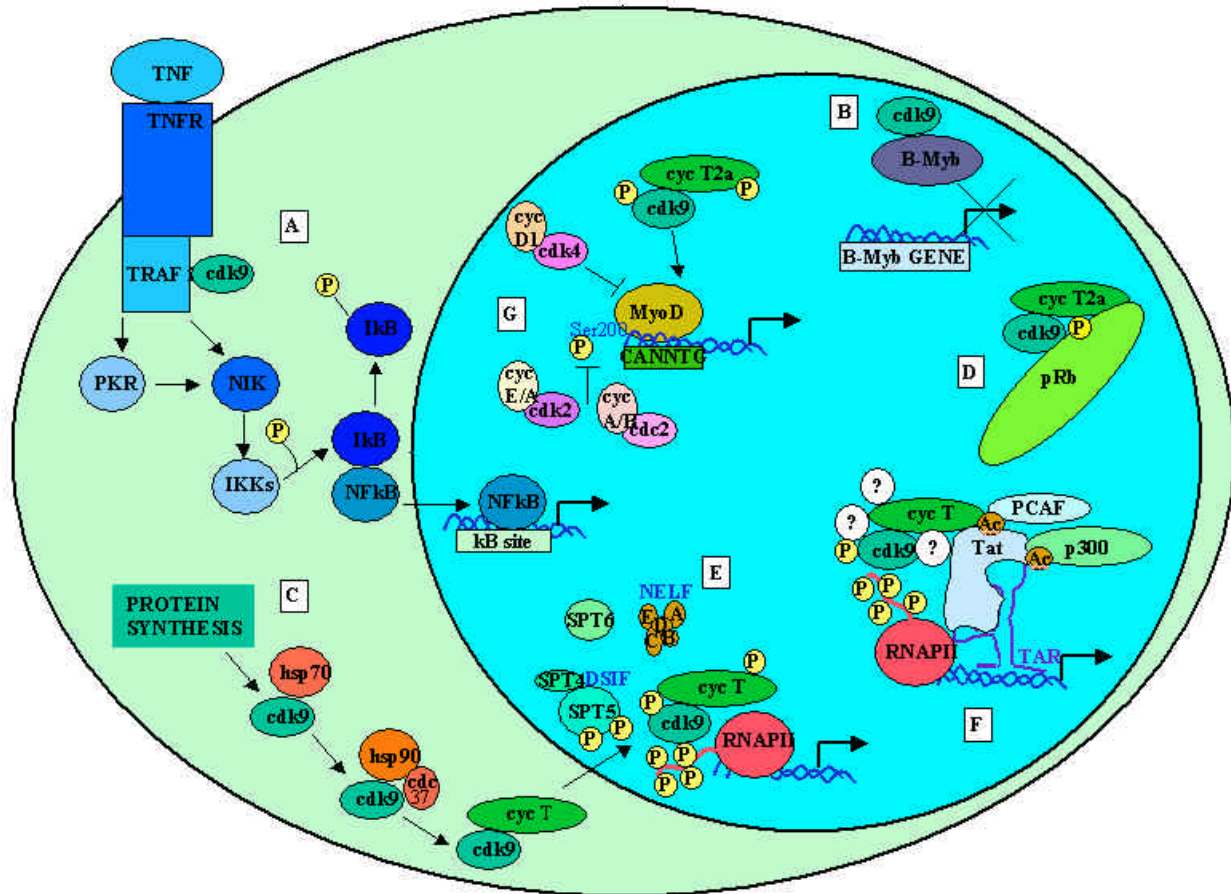 TNF
TNFR
TRAF
cdk9
A
PKR
NIK
IKKs
P
P
IkB
IkB
NFkB
NFkB
kB site
B
cdk9
B-Myb
B-Myb GENE
cyc T2a
P
P
cdk9
cyc
D1
cdk4
MyoD
G
Ser200
P
CANNTG
cyc
E/A
cdk2
cyc
A/B
cdc2
D
cyc T2a
cdk9
P
pRb
C
PROTEIN
SYNTHESIS
hsp70
cdk9
hsp90
cdk9
cdc
37
cyc T
cdk9
E
NELF
E
D
A
C
B
SPT6
SPT4
DSIF
SPT5
P
P
P
cyc T
P
cdk9
P
P
P
P
RNAPII
F
?
?
?
cyc T
cdk9
P
Ac
PCAF
Tat
Ac
p300
P
P
P
P
RNAPII
TAR